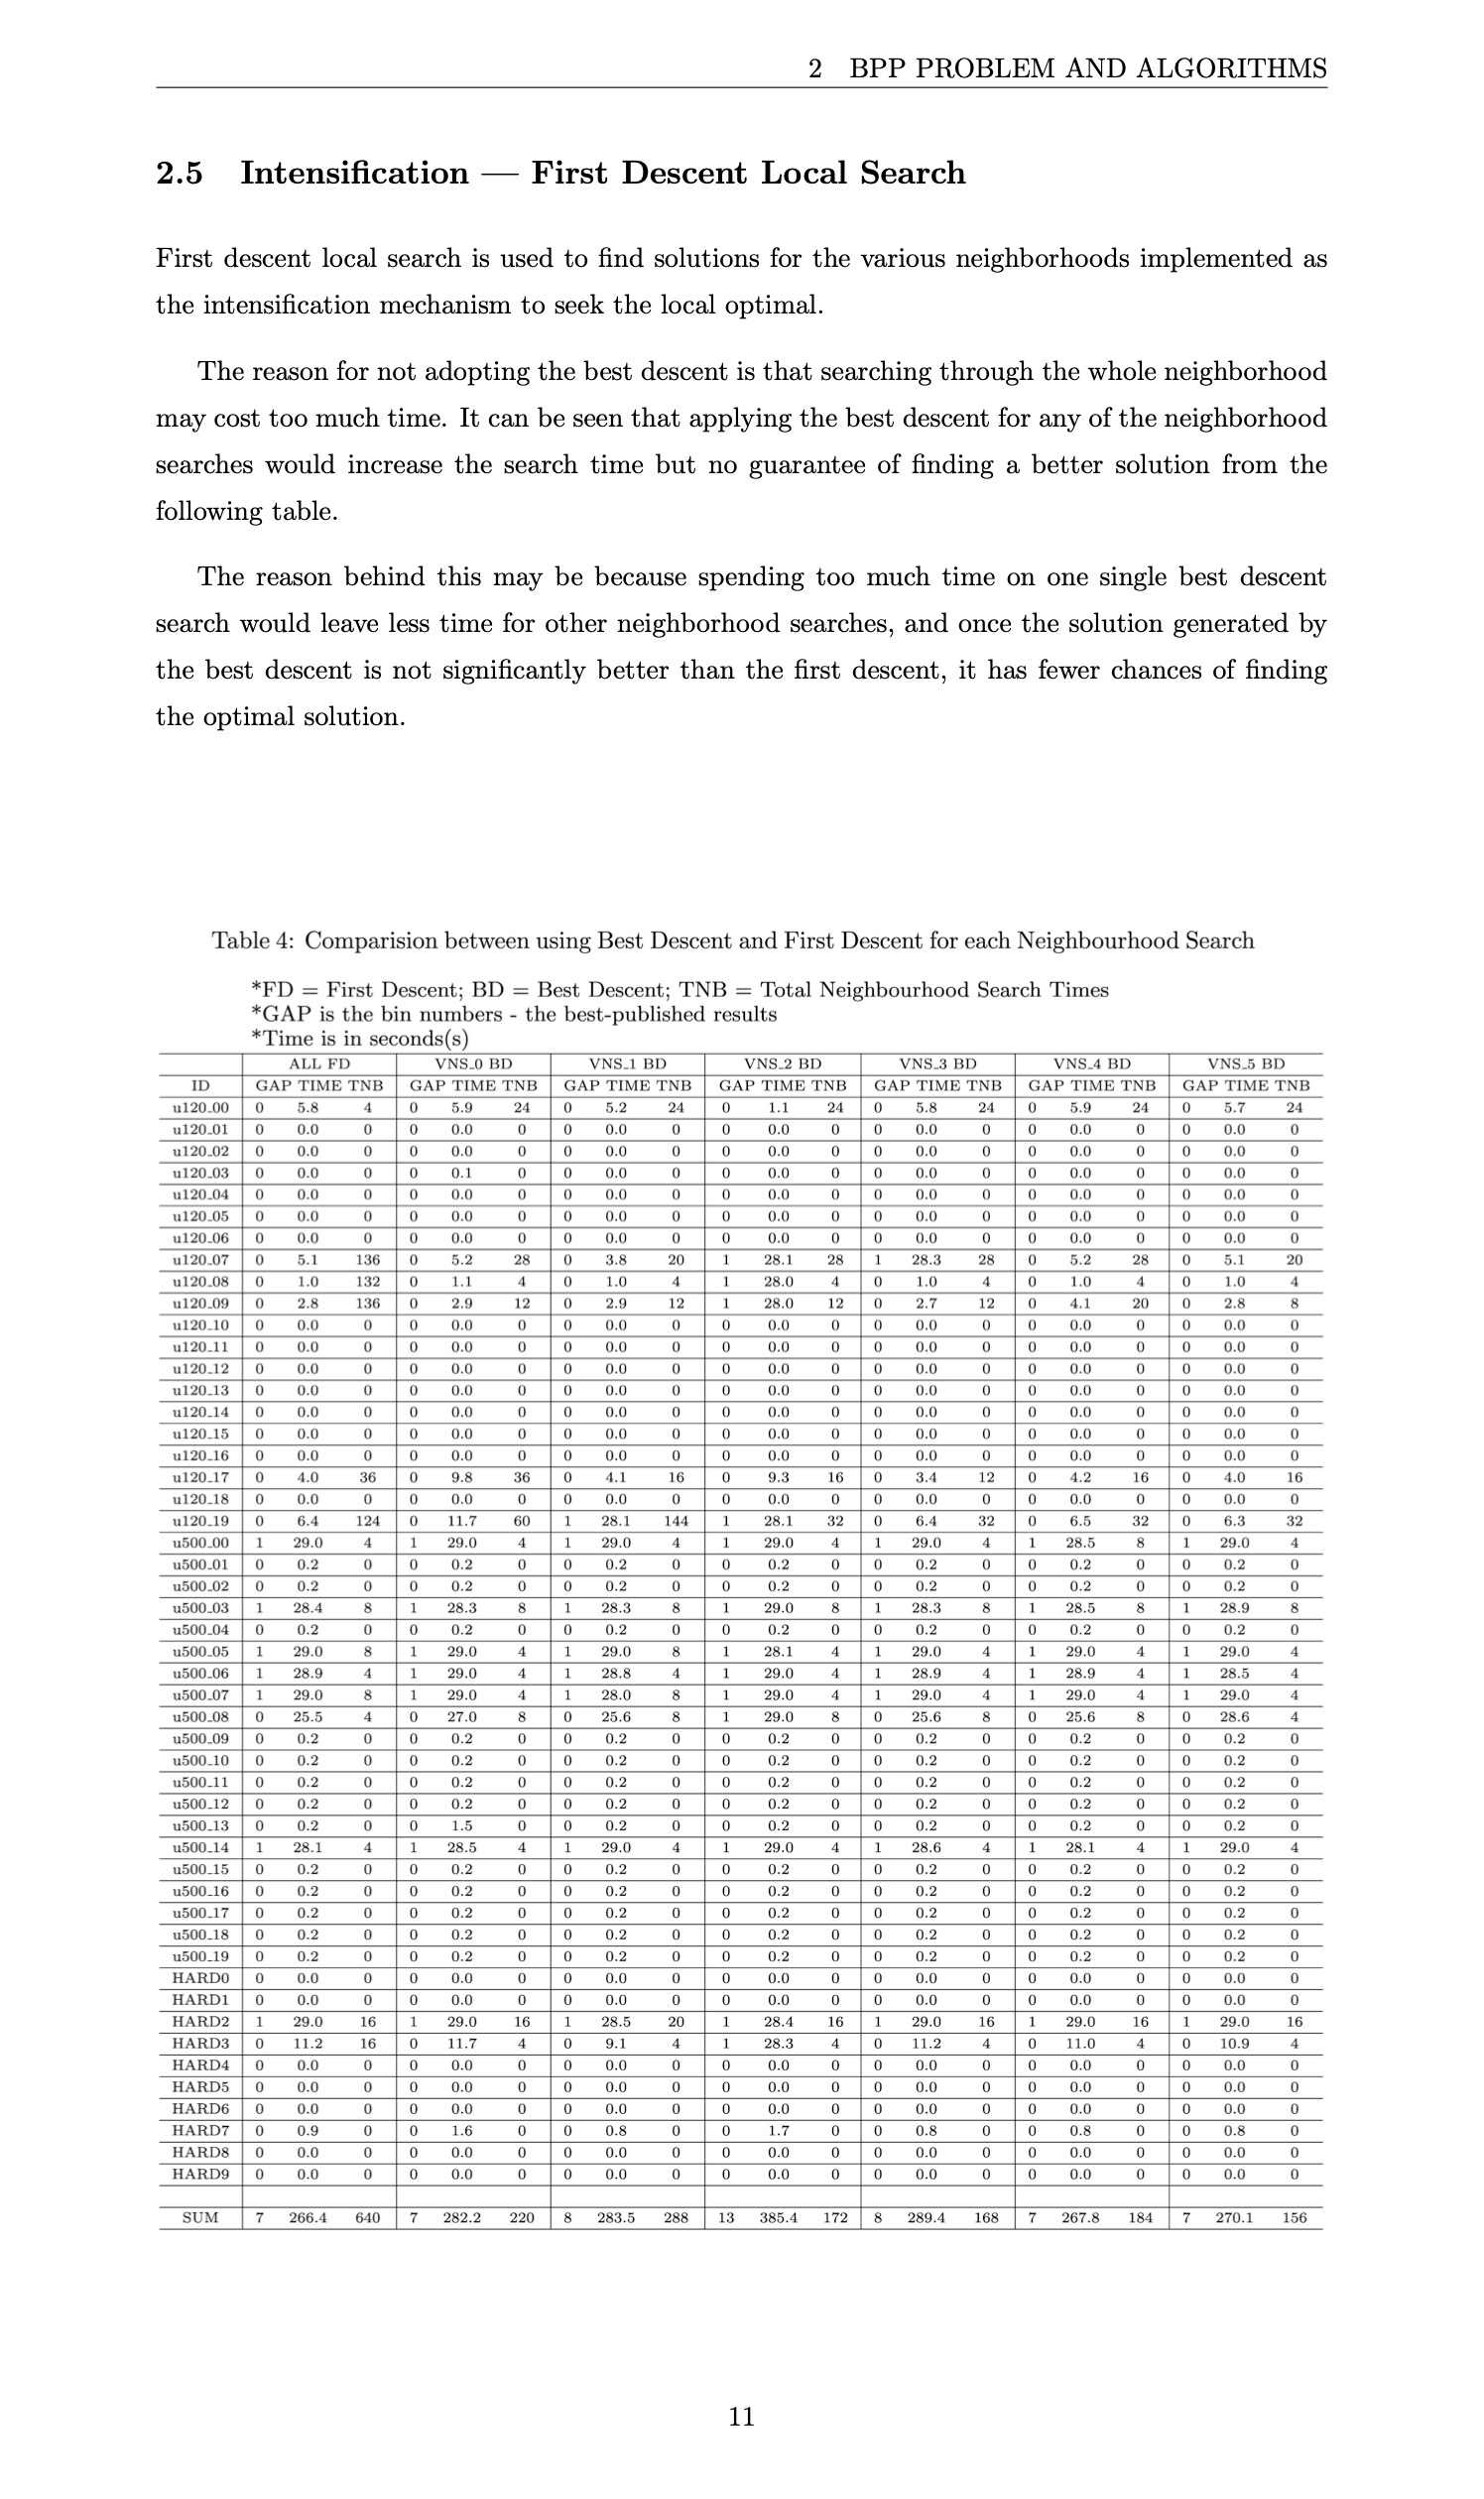 2 BPP PROBLEM AND ALGORITHMS
2.5 Intensification — First Descent Local Search
First descent local search is used to find solutions for the various neighborhoods implemented as
the intensification mechanism to seek the local optimal.
The reason for not adopting the best descent is that searching through the whole neighborhood
may cost too much time. It can be seen that applying the best descent for any of the neighborhood
searches would increase the search time but no guarantee of finding a better solution from the
following table.
The reason behind this may be because spending too much time on one single best descent
search would leave less time for other neighborhood searches, and once the solution generated by
the best descent is not significantly better than the first descent, it has fewer chances of finding
the optimal solution.
Table 4: Comparision between using Best Descent and First Descent for each Neighbourhood Search
*FD = First Descent; BD = Best Descent; TNB = Total Neighbourhood Search Times
*GAP is the bin numbers - the best-published results
*Time is in seconds(s)
ALL FD VNS_0 BD VNS_1 BD VNS_2 BD VNS_3 BD VNS_4 BD VNS_5 BD
ID GAP TIME TNB GAP TIME TNB GAP TIME TNB GAP TIME TNB GAP TIME TNB GAP TIME TNB GAP TIME TNB
u120_00 0 5.8 4 0 5.9 24 0 5.2 24 0 1.1 24 0 5.8 24 0 5.9 24 0 5.7 24
u120_01 0 0.0 0 0 0.0 0 0 0.0 0 0 0.0 0 0 0.0 0 0 0.0 0 0 0.0 0
u120_02 0 0.0 0 0 0.0 0 0 0.0 0 0 0.0 0 0 0.0 0 0 0.0 0 0 0.0 0
u120_03 0 0.0 0 0 0.1 0 0 0.0 0 0 0.0 0 0 0.0 0 0 0.0 0 0 0.0 0
u120_04 0 0.0 0 0 0.0 0 0 0.0 0 0 0.0 0 0 0.0 0 0 0.0 0 0 0.0 0
u120_05 0 0.0 0 0 0.0 0 0 0.0 0 0 0.0 0 0 0.0 0 0 0.0 0 0 0.0 0
u120_06 0 0.0 0 0 0.0 0 0 0.0 0 0 0.0 0 0 0.0 0 0 0.0 0 0 0.0 0
u120_07 0 5.1 136 0 5.2 28 0 3.8 20 1 28.1 28 1 28.3 28 0 5.2 28 0 5.1 20
u120_08 0 1.0 132 0 1.1 4 0 1.0 4 1 28.0 4 0 1.0 4 0 1.0 4 0 1.0 4
u120_09 0 2.8 136 0 2.9 12 0 2.9 12 1 28.0 12 0 2.7 12 0 4.1 20 0 2.8 8
u120_10 0 0.0 0 0 0.0 0 0 0.0 0 0 0.0 0 0 0.0 0 0 0.0 0 0 0.0 0
u120_11 0 0.0 0 0 0.0 0 0 0.0 0 0 0.0 0 0 0.0 0 0 0.0 0 0 0.0 0
u120_12 0 0.0 0 0 0.0 0 0 0.0 0 0 0.0 0 0 0.0 0 0 0.0 0 0 0.0 0
u120_13 0 0.0 0 0 0.0 0 0 0.0 0 0 0.0 0 0 0.0 0 0 0.0 0 0 0.0 0
u120_14 0 0.0 0 0 0.0 0 0 0.0 0 0 0.0 0 0 0.0 0 0 0.0 0 0 0.0 0
u120_15 0 0.0 0 0 0.0 0 0 0.0 0 0 0.0 0 0 0.0 0 0 0.0 0 0 0.0 0
u120_16 0 0.0 0 0 0.0 0 0 0.0 0 0 0.0 0 0 0.0 0 0 0.0 0 0 0.0 0
u120_17 0 4.0 36 0 9.8 36 0 4.1 16 0 9.3 16 0 3.4 12 0 4.2 16 0 4.0 16
u120_18 0 0.0 0 0 0.0 0 0 0.0 0 0 0.0 0 0 0.0 0 0 0.0 0 0 0.0 0
u120_19 0 6.4 124 0 11.7 60 1 28.1 144 1 28.1 32 0 6.4 32 0 6.5 32 0 6.3 32
u500_00 1 29.0 4 1 29.0 4 1 29.0 4 1 29.0 4 1 29.0 4 1 28.5 8 1 29.0 4
u500_01 0 0.2 0 0 0.2 0 0 0.2 0 0 0.2 0 0 0.2 0 0 0.2 0 0 0.2 0
u500_02 0 0.2 0 0 0.2 0 0 0.2 0 0 0.2 0 0 0.2 0 0 0.2 0 0 0.2 0
u500_03 1 28.4 8 1 28.3 8 1 28.3 8 1 29.0 8 1 28.3 8 1 28.5 8 1 28.9 8
u500_04 0 0.2 0 0 0.2 0 0 0.2 0 0 0.2 0 0 0.2 0 0 0.2 0 0 0.2 0
u500_05 1 29.0 8 1 29.0 4 1 29.0 8 1 28.1 4 1 29.0 4 1 29.0 4 1 29.0 4
u500_06 1 28.9 4 1 29.0 4 1 28.8 4 1 29.0 4 1 28.9 4 1 28.9 4 1 28.5 4
u500_07 1 29.0 8 1 29.0 4 1 28.0 8 1 29.0 4 1 29.0 4 1 29.0 4 1 29.0 4
u500_08 0 25.5 4 0 27.0 8 0 25.6 8 1 29.0 8 0 25.6 8 0 25.6 8 0 28.6 4
u500_09 0 0.2 0 0 0.2 0 0 0.2 0 0 0.2 0 0 0.2 0 0 0.2 0 0 0.2 0
u500_10 0 0.2 0 0 0.2 0 0 0.2 0 0 0.2 0 0 0.2 0 0 0.2 0 0 0.2 0
u500_11 0 0.2 0 0 0.2 0 0 0.2 0 0 0.2 0 0 0.2 0 0 0.2 0 0 0.2 0
u500_12 0 0.2 0 0 0.2 0 0 0.2 0 0 0.2 0 0 0.2 0 0 0.2 0 0 0.2 0
u500_13 0 0.2 0 0 1.5 0 0 0.2 0 0 0.2 0 0 0.2 0 0 0.2 0 0 0.2 0
u500_14 1 28.1 4 1 28.5 4 1 29.0 4 1 29.0 4 1 28.6 4 1 28.1 4 1 29.0 4
u500_15 0 0.2 0 0 0.2 0 0 0.2 0 0 0.2 0 0 0.2 0 0 0.2 0 0 0.2 0
u500_16 0 0.2 0 0 0.2 0 0 0.2 0 0 0.2 0 0 0.2 0 0 0.2 0 0 0.2 0
u500_17 0 0.2 0 0 0.2 0 0 0.2 0 0 0.2 0 0 0.2 0 0 0.2 0 0 0.2 0
u500_18 0 0.2 0 0 0.2 0 0 0.2 0 0 0.2 0 0 0.2 0 0 0.2 0 0 0.2 0
u500_19 0 0.2 0 0 0.2 0 0 0.2 0 0 0.2 0 0 0.2 0 0 0.2 0 0 0.2 0
HARD0 0 0.0 0 0 0.0 0 0 0.0 0 0 0.0 0 0 0.0 0 0 0.0 0 0 0.0 0
HARD1 0 0.0 0 0 0.0 0 0 0.0 0 0 0.0 0 0 0.0 0 0 0.0 0 0 0.0 0
HARD2 1 29.0 16 1 29.0 16 1 28.5 20 1 28.4 16 1 29.0 16 1 29.0 16 1 29.0 16
HARD3 0 11.2 16 0 11.7 4 0 9.1 4 1 28.3 4 0 11.2 4 0 11.0 4 0 10.9 4
HARD4 0 0.0 0 0 0.0 0 0 0.0 0 0 0.0 0 0 0.0 0 0 0.0 0 0 0.0 0
HARD5 0 0.0 0 0 0.0 0 0 0.0 0 0 0.0 0 0 0.0 0 0 0.0 0 0 0.0 0
HARD6 0 0.0 0 0 0.0 0 0 0.0 0 0 0.0 0 0 0.0 0 0 0.0 0 0 0.0 0
HARD7 0 0.9 0 0 1.6 0 0 0.8 0 0 1.7 0 0 0.8 0 0 0.8 0 0 0.8 0
HARD8 0 0.0 0 0 0.0 0 0 0.0 0 0 0.0 0 0 0.0 0 0 0.0 0 0 0.0 0
HARD9 0 0.0 0 0 0.0 0 0 0.0 0 0 0.0 0 0 0.0 0 0 0.0 0 0 0.0 0
SUM 7 266.4 640 7 282.2 220 8 283.5 288 13 385.4 172 8 289.4 168 7 267.8 184 7 270.1 156
11